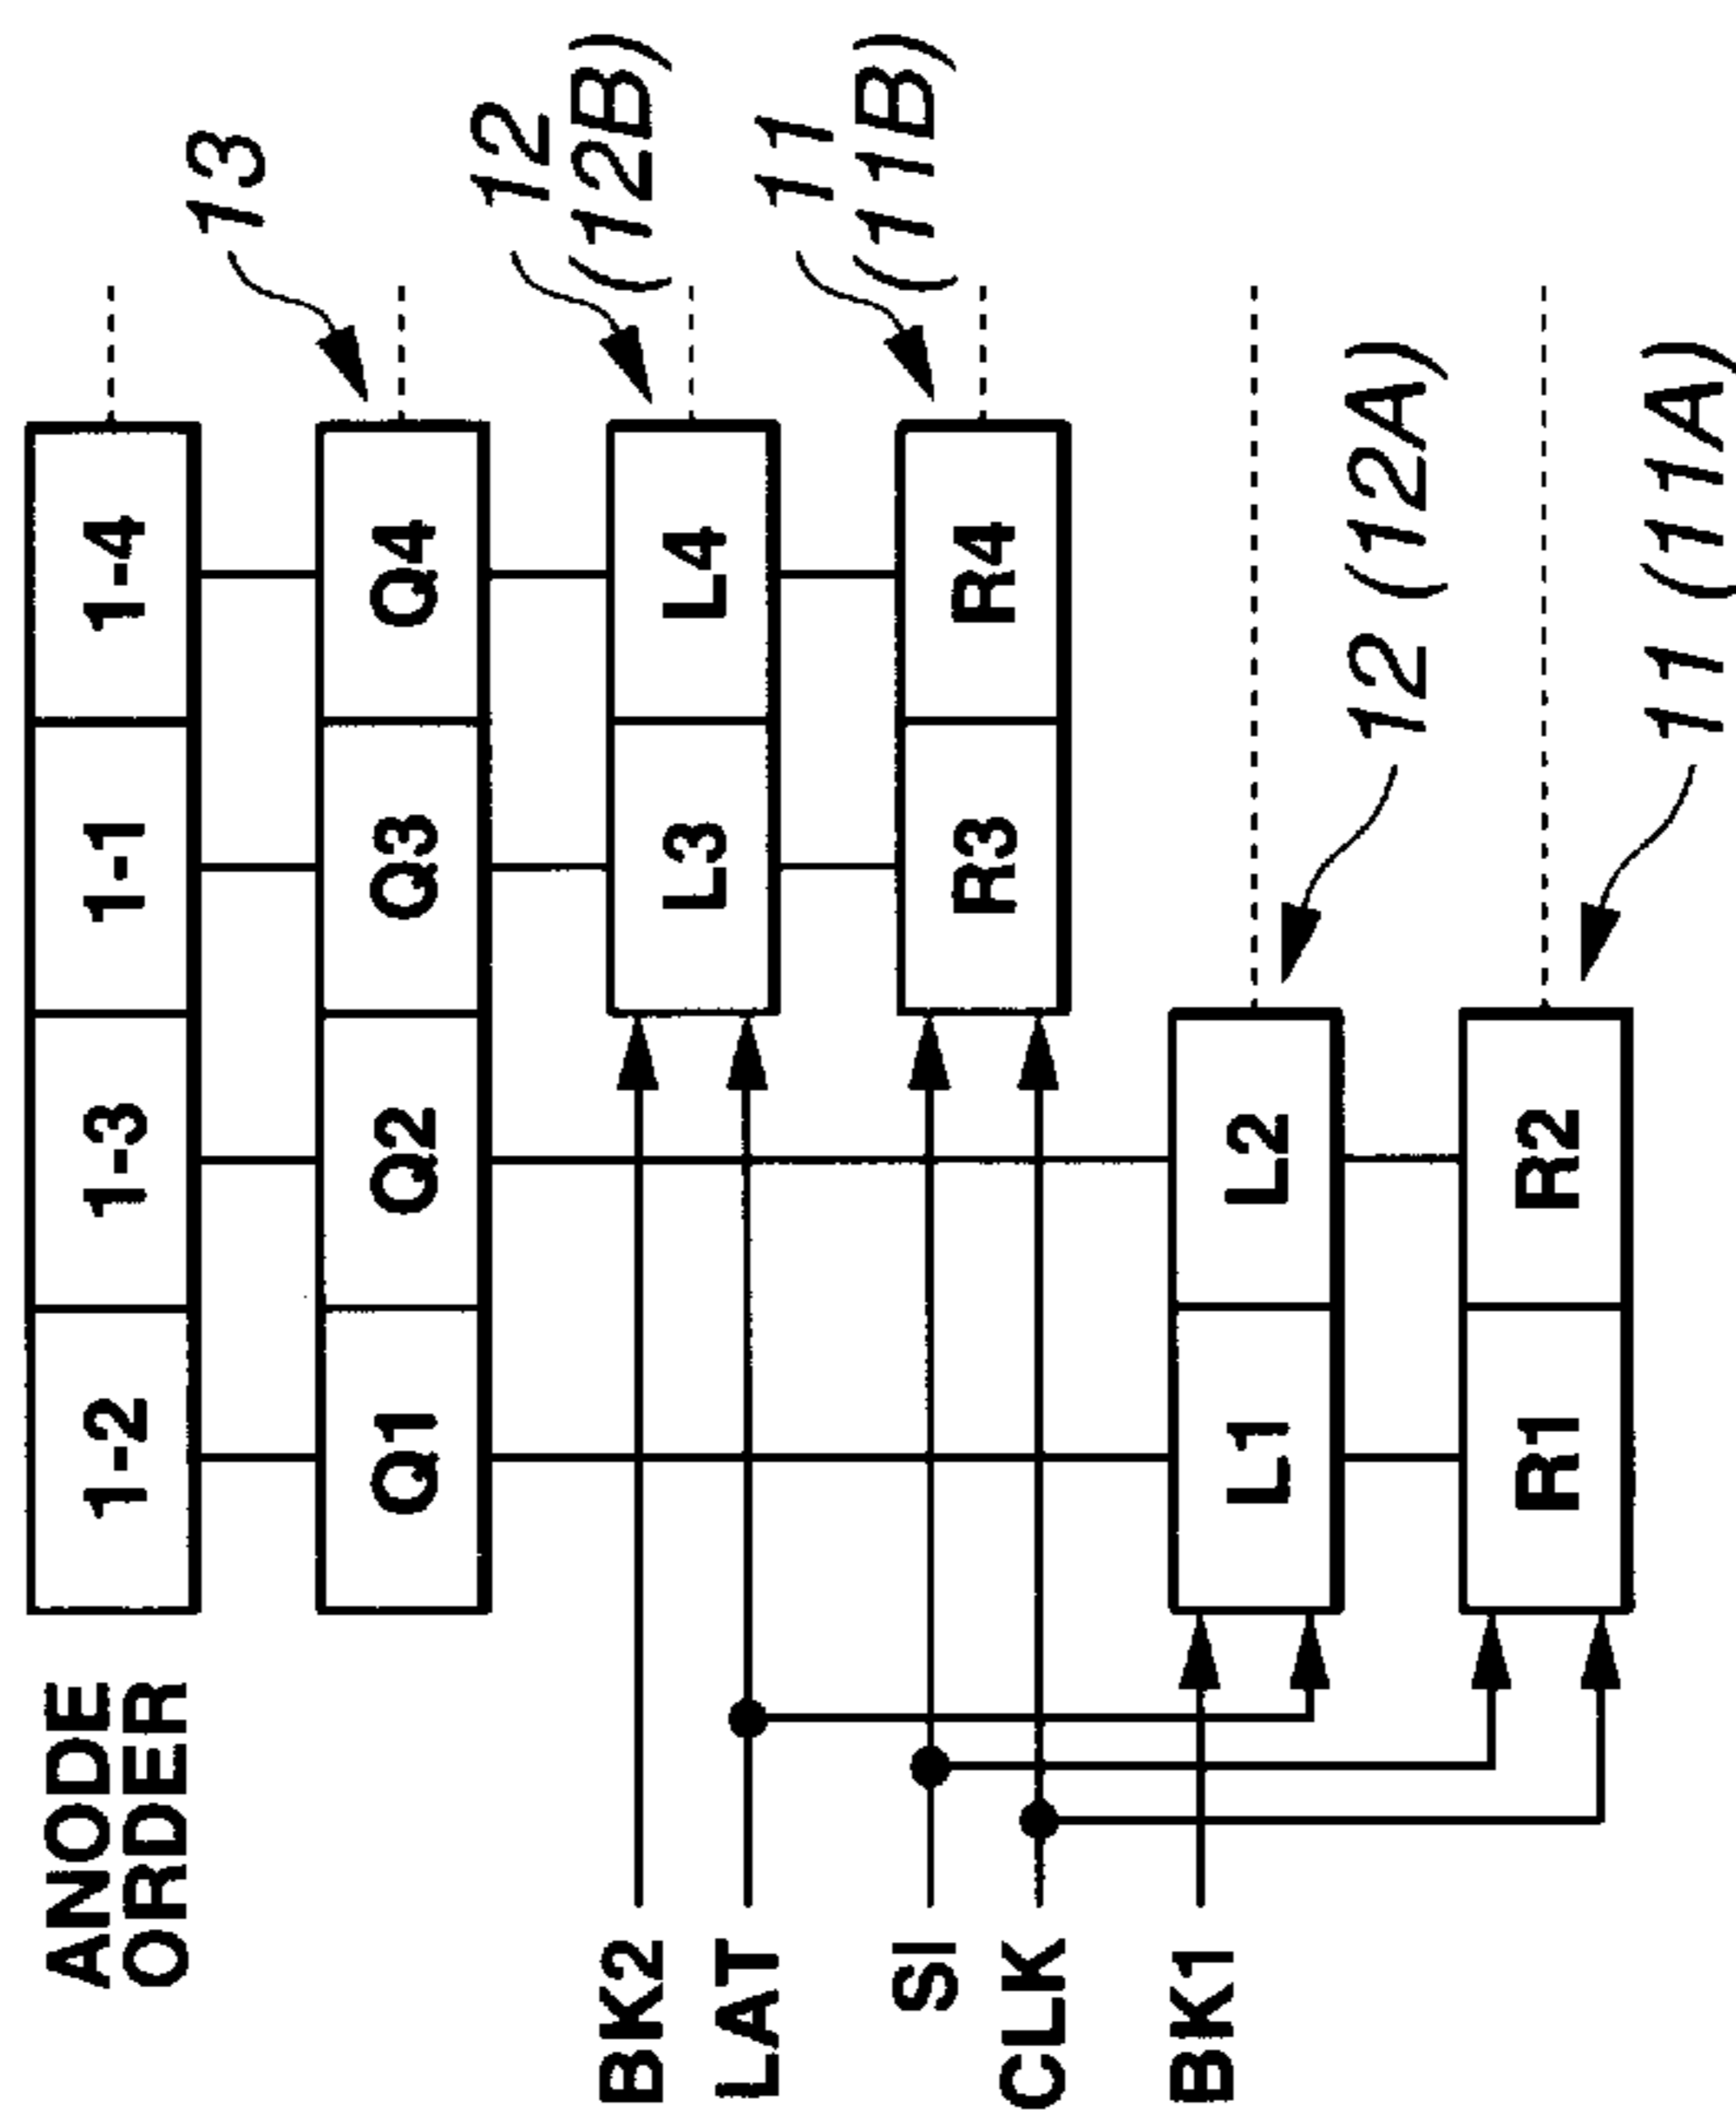 ANODE
ORDER
1-2
1-3
1-1
1-4
Q1
Q2
Q3
Q4
13
BK2
LAT
L3
L4
12
(12B)
SI
CLK
R3
R4
11
(11B)
BK1
L1
L2
12 (12A)
R1
R2
11 (11A)